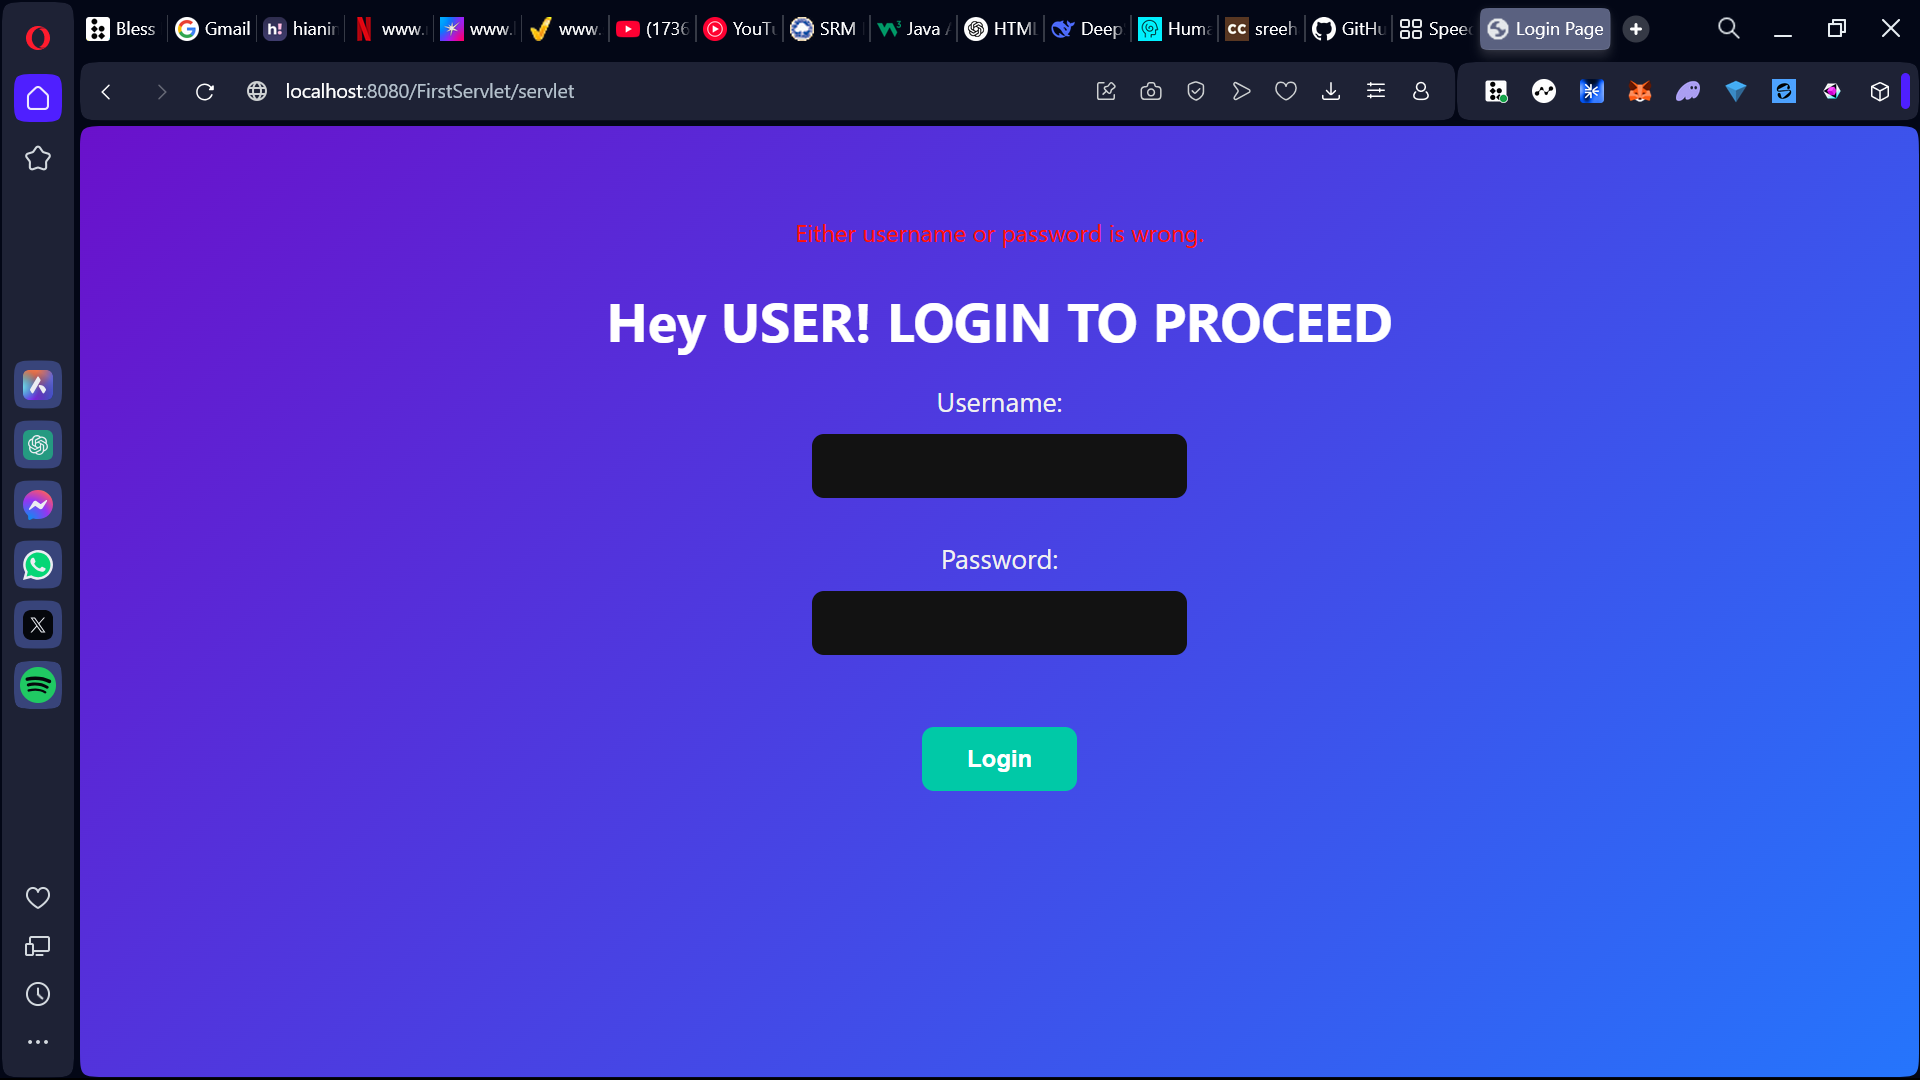 Bless
Gmail
hianin
www.
www.
www.
(1736
YouTu
SRM
Java
HTML
Deep
Huma
sreeh
GitHu
Speed
Login Page
localhost:8080/FirstServlet/servlet
Either username or password is wrong.
Hey USER! LOGIN TO PROCEED
Username:
Password:
Login